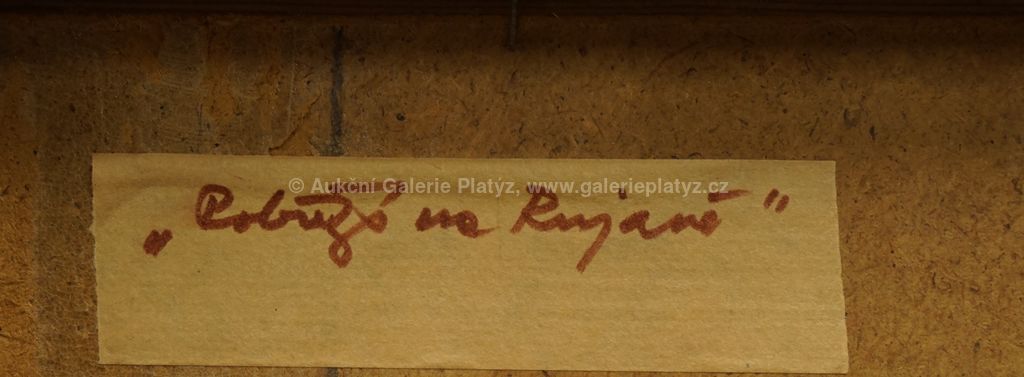 © Aukční Galerie Platýz, www.galerieplatyz.cz
„Pobřeží na Rujaně“